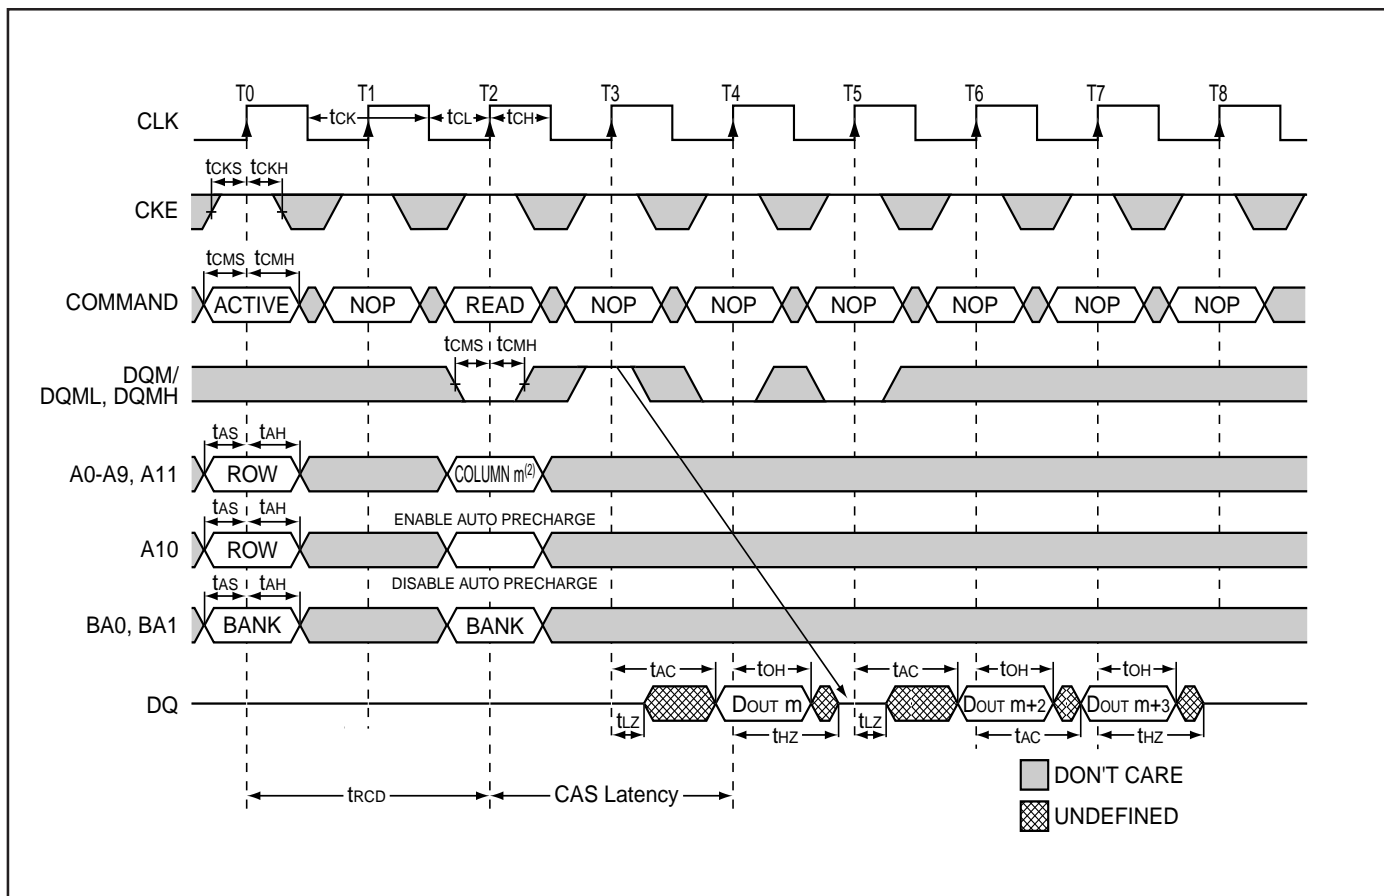 T0 T1 T2 T3 T4 T5 T6 T7 T8
CLK tCK tCL tCH
tCKS tCKH
CKE
tCMS tCMH
COMMAND ACTIVE NOP READ NOP NOP NOP NOP NOP NOP
tCMS tCMH
DQM/
DQML, DQMH
tAS tAH
A0-A9, A11 ROW COLUMN m(2)
tAS tAH ENABLE AUTO PRECHARGE
A10 ROW
tAS tAH DISABLE AUTO PRECHARGE
BA0, BA1 BANK BANK
tAC tOH tAC tOH tOH
DQ DOUT m DOUT m+2 DOUT m+3
tLZ tHZ tLZ tAC tHZ
DON'T CARE
tRCD CAS Latency
UNDEFINED